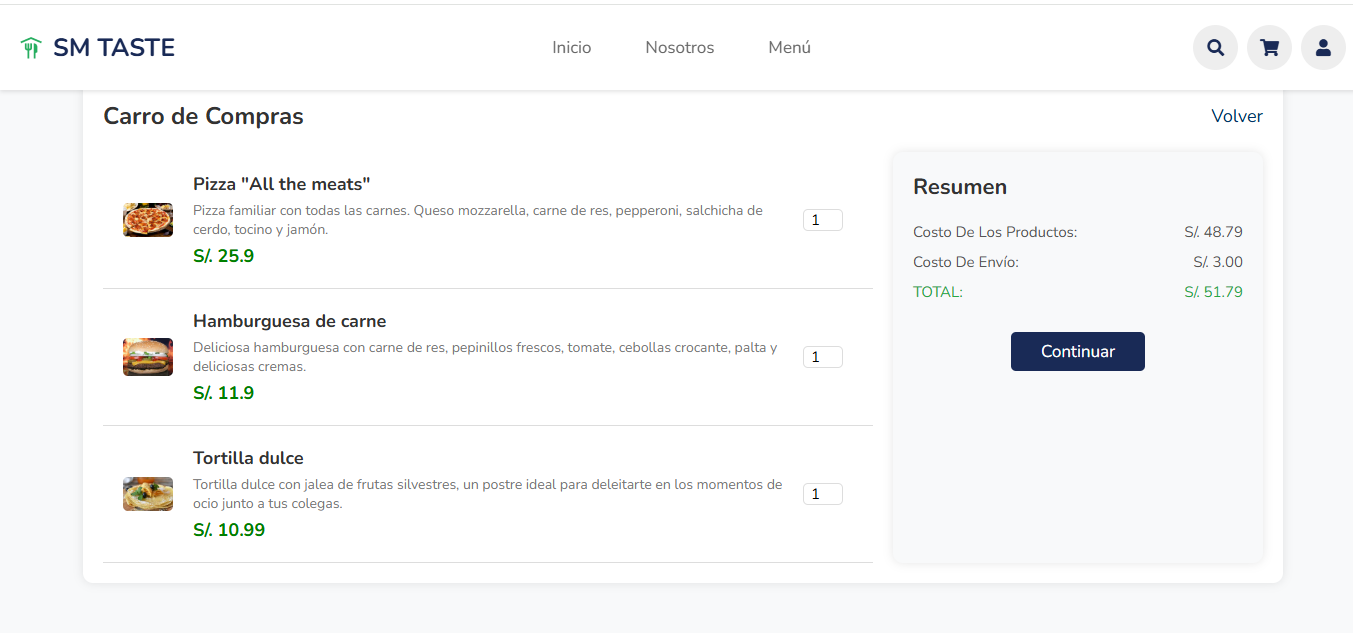 SM TASTE
Inicio
Nosotros
Menú
Carro de Compras
Volver
Pizza "All the meats"
Pizza familiar con todas las carnes. Queso mozzarella, carne de res, pepperoni, salchicha de
cerdo, tocino y jamón.
S/. 25.9
1
Hamburguesa de carne
Deliciosa hamburguesa con carne de res, pepinillos frescos, tomate, cebollas crocante, palta y
deliciosas cremas.
S/. 11.9
1
Tortilla dulce
Tortilla dulce con jalea de frutas silvestres, un postre ideal para deleitarte en los momentos de
ocio junto a tus colegas.
S/. 10.99
1
Resumen
Costo De Los Productos: S/. 48.79
Costo De Envío: S/. 3.00
TOTAL: S/. 51.79
Continuar